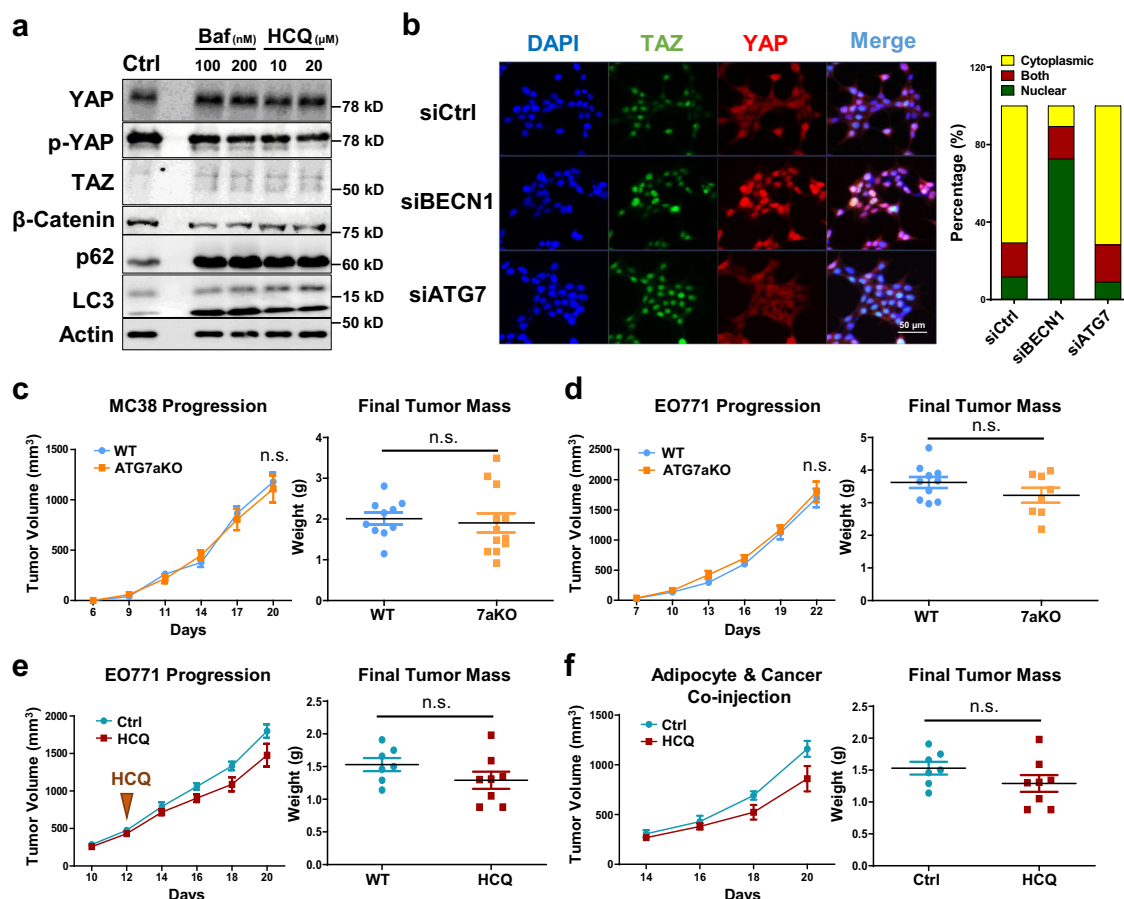 a
Baf (nM) HCQ (μM)
Ctrl 100 200 10 20
YAP
78 kD
p-YAP
78 kD
TAZ
50 kD
β-Catenin
75 kD
p62
60 kD
LC3
15 kD
50 kD
Actin
b
DAPI TAZ YAP Merge
siCtrl
siBECN1
siATG7
50 μm
Cytoplasmic
Both
Nuclear
Percentage (%)
120
80
40
0
siCtrl siBECN1 siATG7
c
MC38 Progression
WT
ATG7aKO
n.s.
Tumor Volume (mm³)
1500
1000
500
0
6 9 11 14 17 20
Days
Final Tumor Mass
n.s.
Weight (g)
4
3
2
1
0
WT 7aKO
d
EO771 Progression
WT
ATG7aKO
n.s.
Tumor Volume (mm³)
2500
2000
1500
1000
500
0
7 10 13 16 19 22
Days
Final Tumor Mass
n.s.
Weight (g)
5
4
3
2
1
0
WT 7aKO
e
EO771 Progression
Ctrl
HCQ
HCQ
Tumor Volume (mm³)
2000
1500
1000
500
0
10 12 14 16 18 20
Days
Final Tumor Mass
n.s.
Weight (g)
2.5
2.0
1.5
1.0
0.5
0.0
WT HCQ
f
Adipocyte & Cancer
Co-injection
Ctrl
HCQ
Tumor Volume (mm³)
1500
1000
500
0
14 16 18 20
Days
Final Tumor Mass
n.s.
Weight (g)
2.5
2.0
1.5
1.0
0.5
0.0
Ctrl HCQ